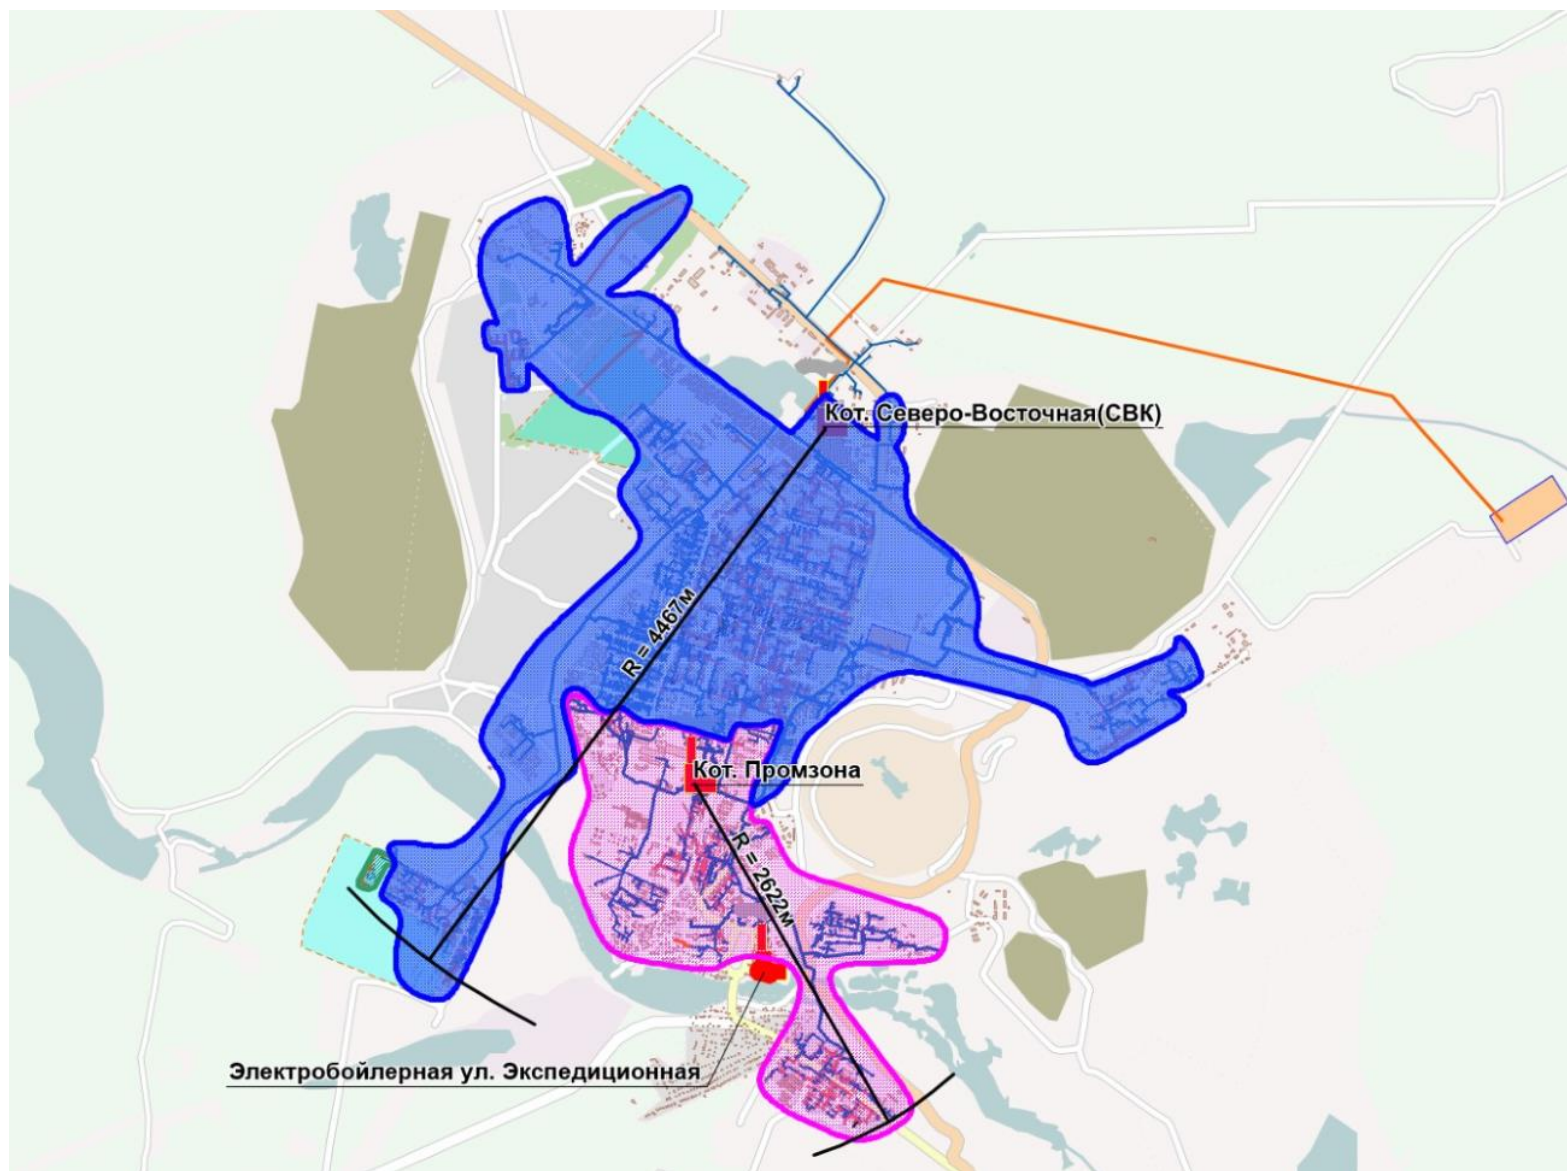 Кот. Северо-Восточная(СВК)
R = 4467м
Кот. Промзона
R = 2622м
Электробойлерная ул. Экспедиционная